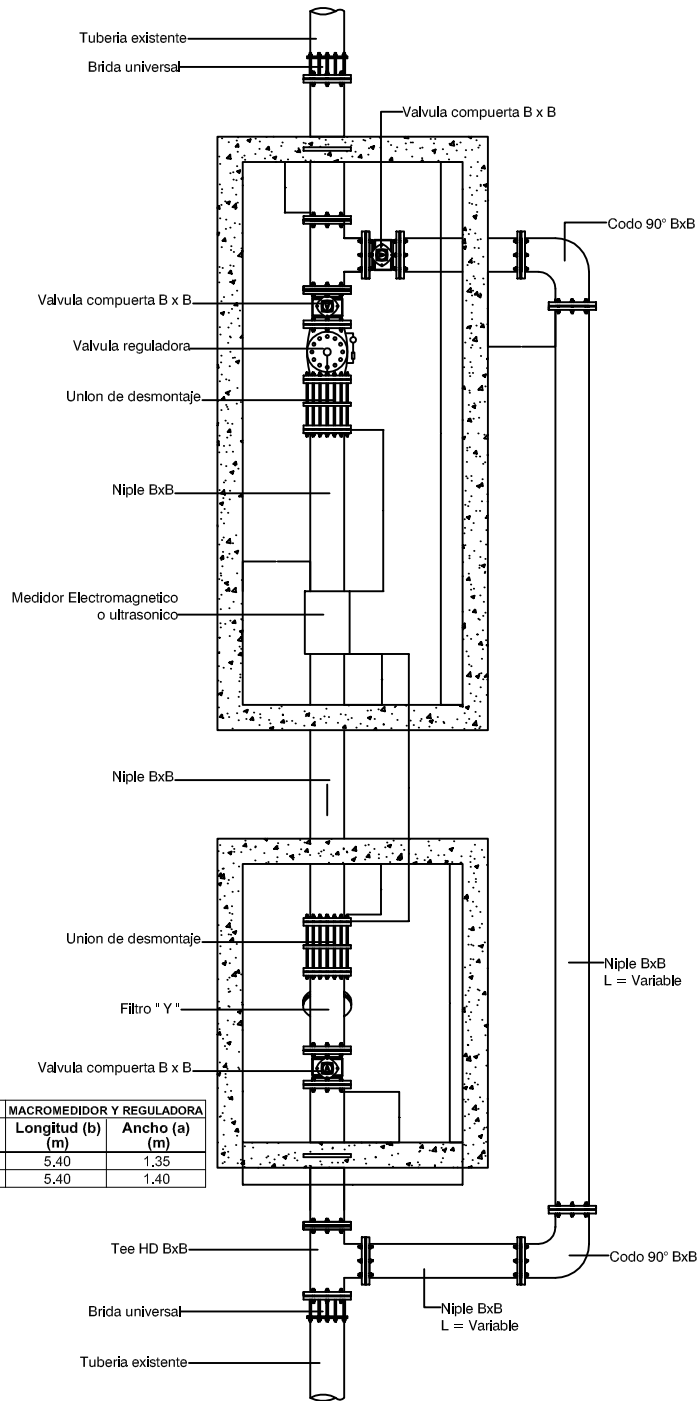 Tuberia existente
Brida universal
Valvula compuerta B x B
Codo 90° BxB
Valvula compuerta B x B
Valvula reguladora
Union de desmontaje
Niple BxB
Medidor Electromagnetico
o ultrasonico
Niple BxB
Union de desmontaje
Niple BxB
L = Variable
Filtro " Y "
Valvula compuerta B x B
MACROMEDIDOR Y REGULADORA
Longitud (b) (m) Ancho (a) (m)
5.40 1.35
5.40 1.40
Tee HD BxB
Codo 90° BxB
Brida universal
Niple BxB
L = Variable
Tuberia existente